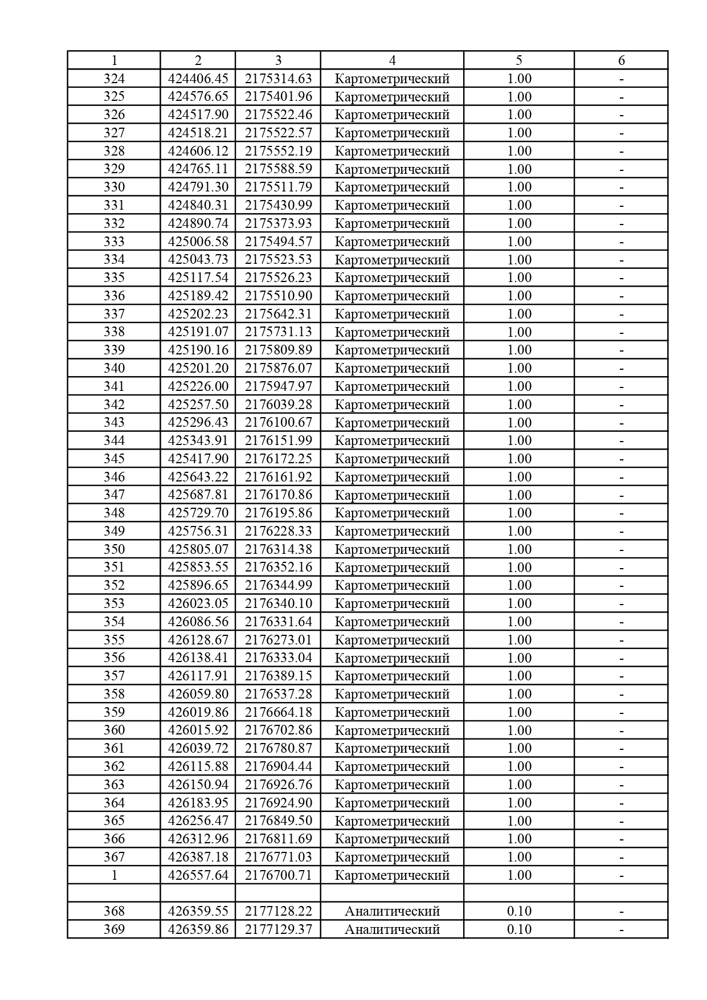 1 2 3 4 5 6
324 424406.45 2175314.63 Картометрический 1.00 -
325 424576.65 2175401.96 Картометрический 1.00 -
326 424517.90 2175522.46 Картометрический 1.00 -
327 424518.21 2175522.57 Картометрический 1.00 -
328 424606.12 2175552.19 Картометрический 1.00 -
329 424765.11 2175588.59 Картометрический 1.00 -
330 424791.30 2175511.79 Картометрический 1.00 -
331 424840.31 2175430.99 Картометрический 1.00 -
332 424890.74 2175373.93 Картометрический 1.00 -
333 425006.58 2175494.57 Картометрический 1.00 -
334 425043.73 2175523.53 Картометрический 1.00 -
335 425117.54 2175526.23 Картометрический 1.00 -
336 425189.42 2175510.90 Картометрический 1.00 -
337 425202.23 2175642.31 Картометрический 1.00 -
338 425191.07 2175731.13 Картометрический 1.00 -
339 425190.16 2175809.89 Картометрический 1.00 -
340 425201.20 2175876.07 Картометрический 1.00 -
341 425226.00 2175947.97 Картометрический 1.00 -
342 425257.50 2176039.28 Картометрический 1.00 -
343 425296.43 2176100.67 Картометрический 1.00 -
344 425343.91 2176151.99 Картометрический 1.00 -
345 425417.90 2176172.25 Картометрический 1.00 -
346 425643.22 2176161.92 Картометрический 1.00 -
347 425687.81 2176170.86 Картометрический 1.00 -
348 425729.70 2176195.86 Картометрический 1.00 -
349 425756.31 2176228.33 Картометрический 1.00 -
350 425805.07 2176314.38 Картометрический 1.00 -
351 425853.55 2176352.16 Картометрический 1.00 -
352 425896.65 2176344.99 Картометрический 1.00 -
353 426023.05 2176340.10 Картометрический 1.00 -
354 426086.56 2176331.64 Картометрический 1.00 -
355 426128.67 2176273.01 Картометрический 1.00 -
356 426138.41 2176333.04 Картометрический 1.00 -
357 426117.91 2176389.15 Картометрический 1.00 -
358 426059.80 2176537.28 Картометрический 1.00 -
359 426019.86 2176664.18 Картометрический 1.00 -
360 426015.92 2176702.86 Картометрический 1.00 -
361 426039.72 2176780.87 Картометрический 1.00 -
362 426115.88 2176904.44 Картометрический 1.00 -
363 426150.94 2176926.76 Картометрический 1.00 -
364 426183.95 2176924.90 Картометрический 1.00 -
365 426256.47 2176849.50 Картометрический 1.00 -
366 426312.96 2176811.69 Картометрический 1.00 -
367 426387.18 2176771.03 Картометрический 1.00 -
1 426557.64 2176700.71 Картометрический 1.00 -
368 426359.55 2177128.22 Аналитический 0.10 -
369 426359.86 2177129.37 Аналитический 0.10 -